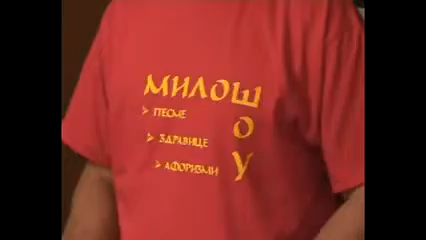 МИЛОШ
О
У
> ПЕСМЕ
> ЗДРАВИЦЕ
> АФОРИЗМИ